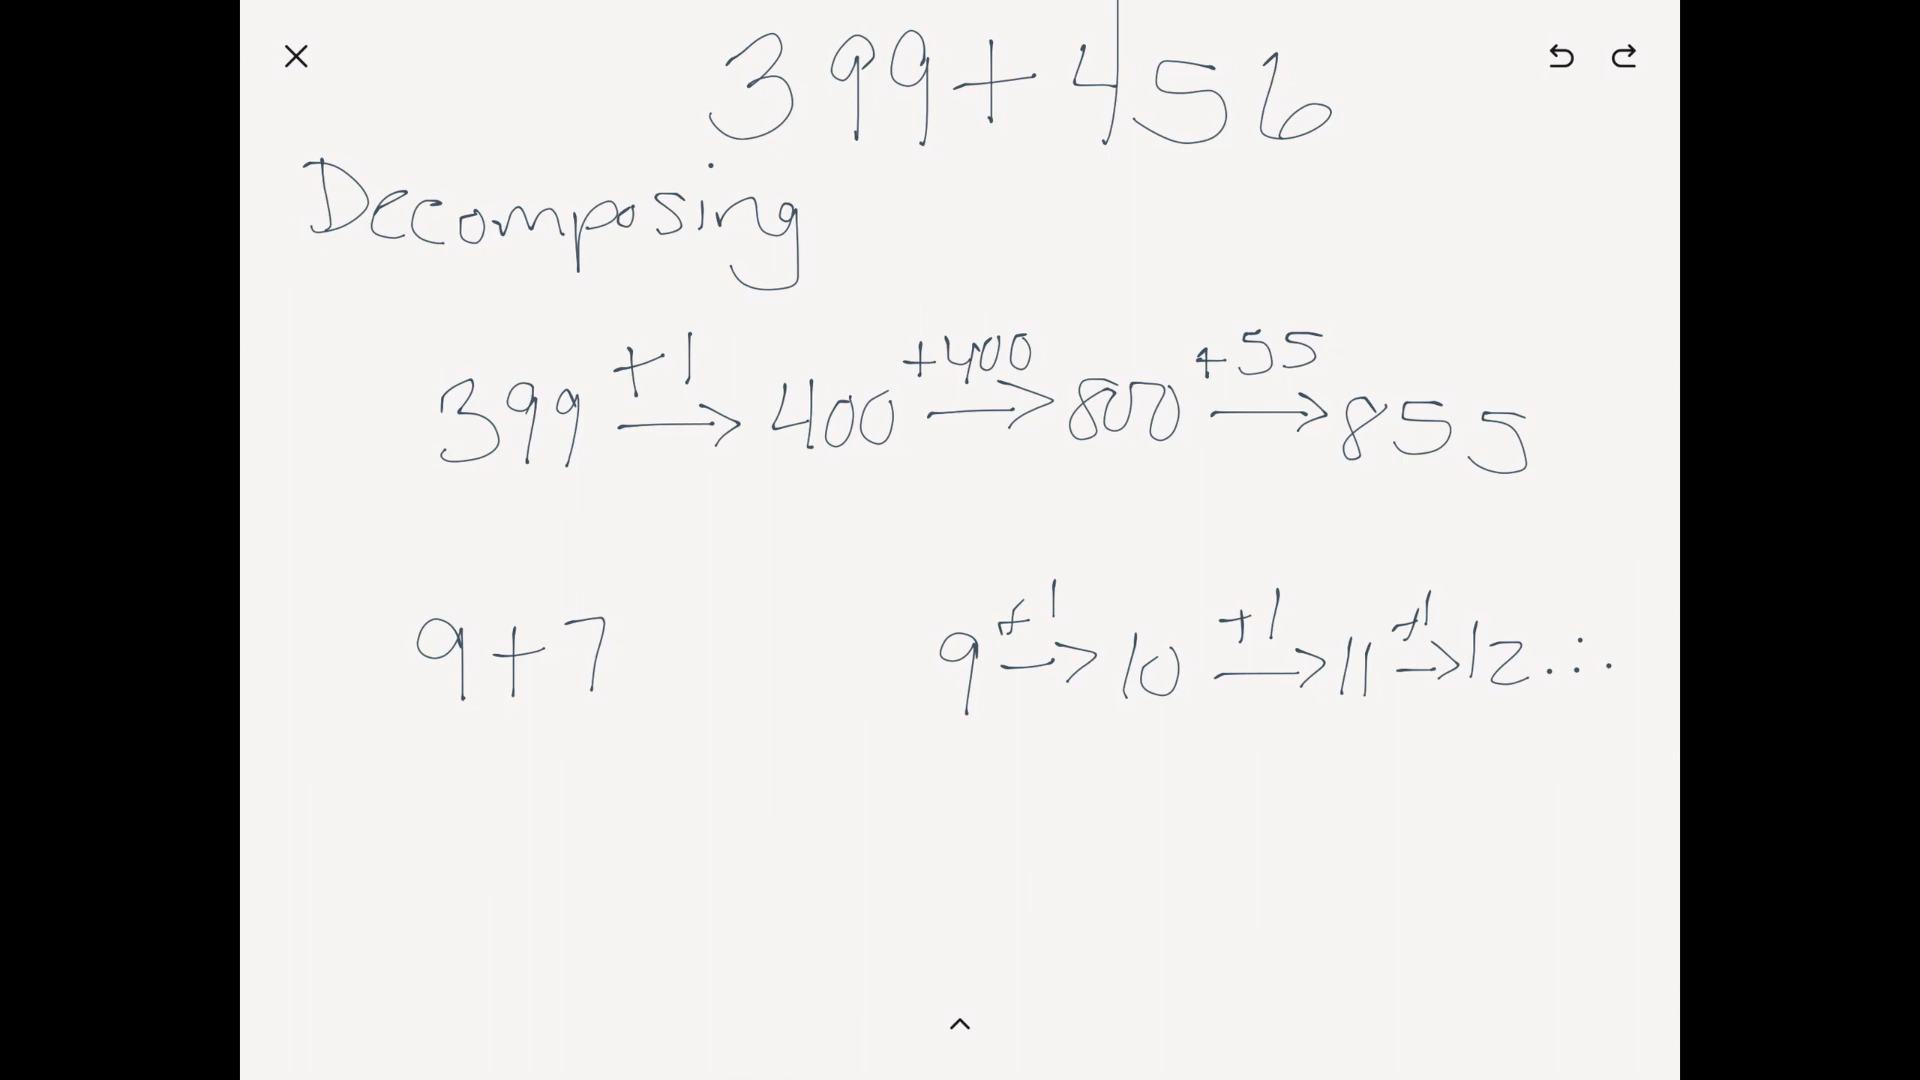 399+456
Decomposing
399 +1 → 400 +400 → 800 +55 → 855
9+7 9 +1 → 10 +1 → 11 +1 → 12...